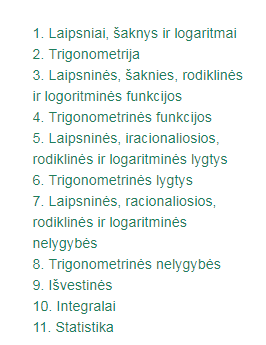 1. Laipsniai, šaknys ir logaritmai
2. Trigonometrija
3. Laipsninės, šaknies, rodiklinės
ir logoritminės funkcijos
4. Trigonometrinės funkcijos
5. Laipsninės, iracionaliosios,
rodiklinės ir logaritminės lygtys
6. Trigonometrinės lygtys
7. Laipsninės, racionaliosios,
rodiklinės ir logaritminės
nelygybės
8. Trigonometrinės nelygybės
9. Išvestinės
10. Integralai
11. Statistika